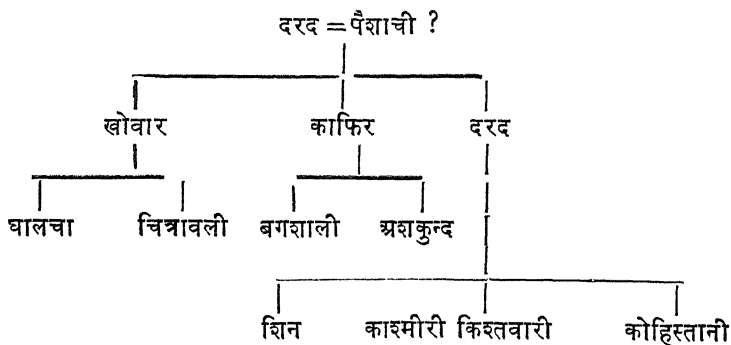 दरद = पैशाची ?
खोवार काफिर दरद
घालचा चित्रावली बगशाली अशकुन्द
शिन काश्मीरी किश्तवारी कोहिस्तानी